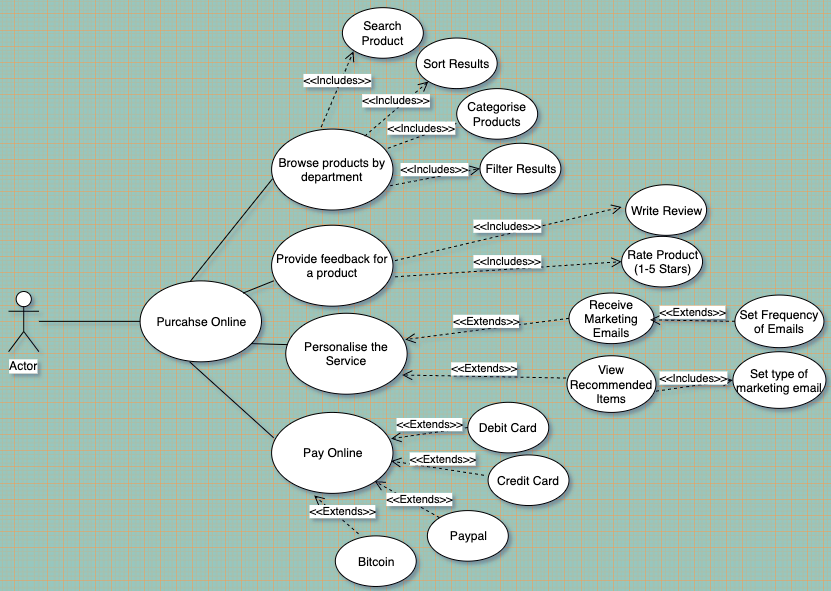 Search
Product
<<Includes>>
Sort Results
<<Includes>>
Categorise
Products
<<Includes>>
Browse products by
department
<<Includes>>
Filter Results
Write Review
<<Includes>>
Provide feedback for
a product
<<Includes>>
Rate Product
(1-5 Stars)
Purcahse Online
Actor
Personalise the
Service
<<Extends>>
Receive
Marketing
Emails
<<Extends>>
Set Frequency
of Emails
<<Extends>>
View
Recommended
Items
<<Includes>>
Set type of
marketing email
Pay Online
<<Extends>>
Debit Card
<<Extends>>
Credit Card
<<Extends>>
Paypal
<<Extends>>
Bitcoin